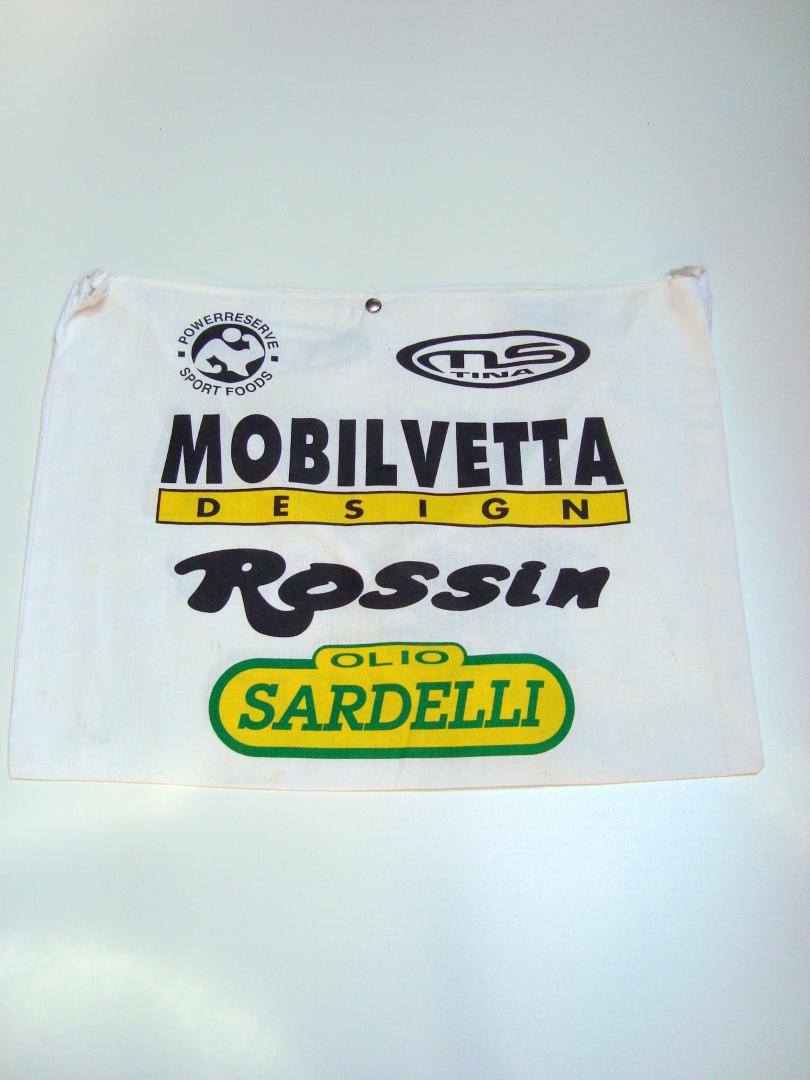 POWERRESERVE
SPORT FOODS
ns
TINA
MOBILVETTA
DESIGN
Rossin
OLIO
SARDELLI